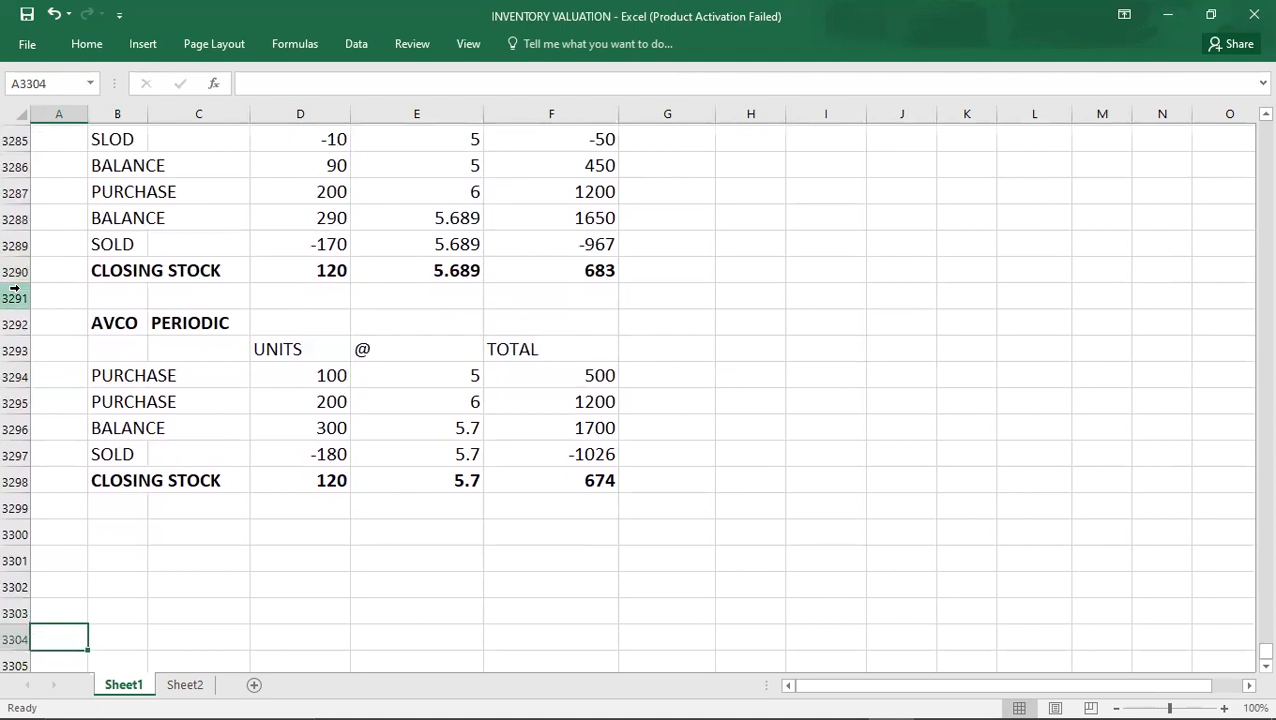 INVENTORY VALUATION - Excel (Product Activation Failed)
File Home Insert Page Layout Formulas Data Review View Tell me what you want to do... Share
A3304 fx
A B C D E F G H I J K L M N O
3285 SLOD -10 5 -50
3286 BALANCE 90 5 450
3287 PURCHASE 200 6 1200
3288 BALANCE 290 5.689 1650
3289 SOLD -170 5.689 -967
3290 CLOSING STOCK 120 5.689 683
3291
3292 AVCO PERIODIC
3293 UNITS @ TOTAL
3294 PURCHASE 100 5 500
3295 PURCHASE 200 6 1200
3296 BALANCE 300 5.7 1700
3297 SOLD -180 5.7 -1026
3298 CLOSING STOCK 120 5.7 674
3299
3300
3301
3302
3303
3304
3305
Sheet1 Sheet2
Ready 100%